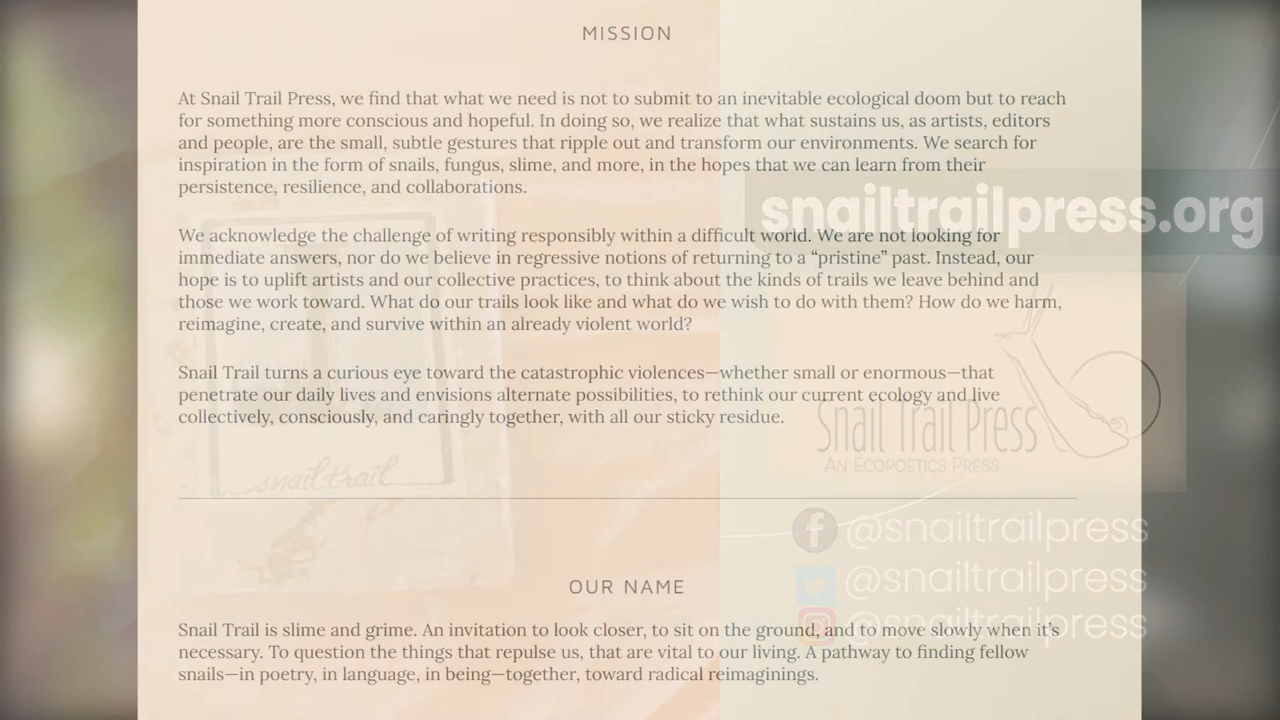 MISSION
At Snail Trail Press, we find that what we need is not to submit to an inevitable ecological doom but to reach
for something more conscious and hopeful. In doing so, we realize that what sustains us, as artists, editors
and people, are the small, subtle gestures that ripple out and transform our environments. We search for
inspiration in the form of snails, fungus, slime, and more, in the hopes that we can learn from their
persistence, resilience, and collaborations.
snailtrailpress.org
We acknowledge the challenge of writing responsibly within a difficult world. We are not looking for
immediate answers, nor do we believe in regressive notions of returning to a “pristine” past. Instead, our
hope is to uplift artists and our collective practices, to think about the kinds of trails we leave behind and
those we work toward. What do our trails look like and what do we wish to do with them? How do we harm,
reimagine, create, and survive within an already violent world?
Snail Trail turns a curious eye toward the catastrophic violences—whether small or enormous—that
penetrate our daily lives and envisions alternate possibilities, to rethink our current ecology and live
collectively, consciously, and caringly together, with all our sticky residue.
Snail Trail Press
AN ECOPOETICS PRESS
snail trail
@snailtrailpress
@snailtrailpress
@snailtrailpress
OUR NAME
Snail Trail is slime and grime. An invitation to look closer, to sit on the ground, and to move slowly when it’s
necessary. To question the things that repulse us, that are vital to our living. A pathway to finding fellow
snails—in poetry, in language, in being—together, toward radical reimaginings.